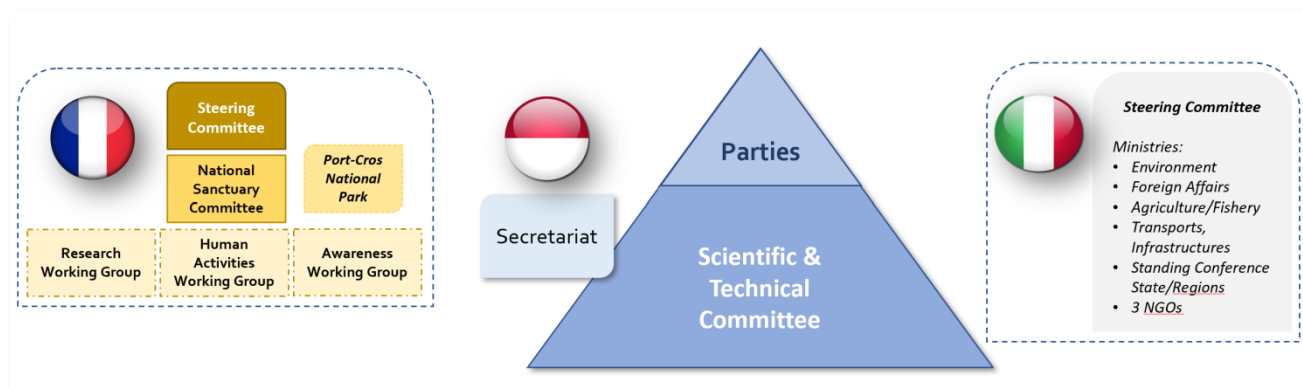 Steering
Committee
National
Sanctuary
Committee
Port-Cros
National
Park
Research
Working Group
Human
Activities
Working Group
Awareness
Working Group
Secretariat
Parties
Scientific &
Technical
Committee
Steering Committee
Ministries:
• Environment
• Foreign Affairs
• Agriculture/Fishery
• Transports,
Infrastructures
• Standing Conference
State/Regions
• 3 NGOs